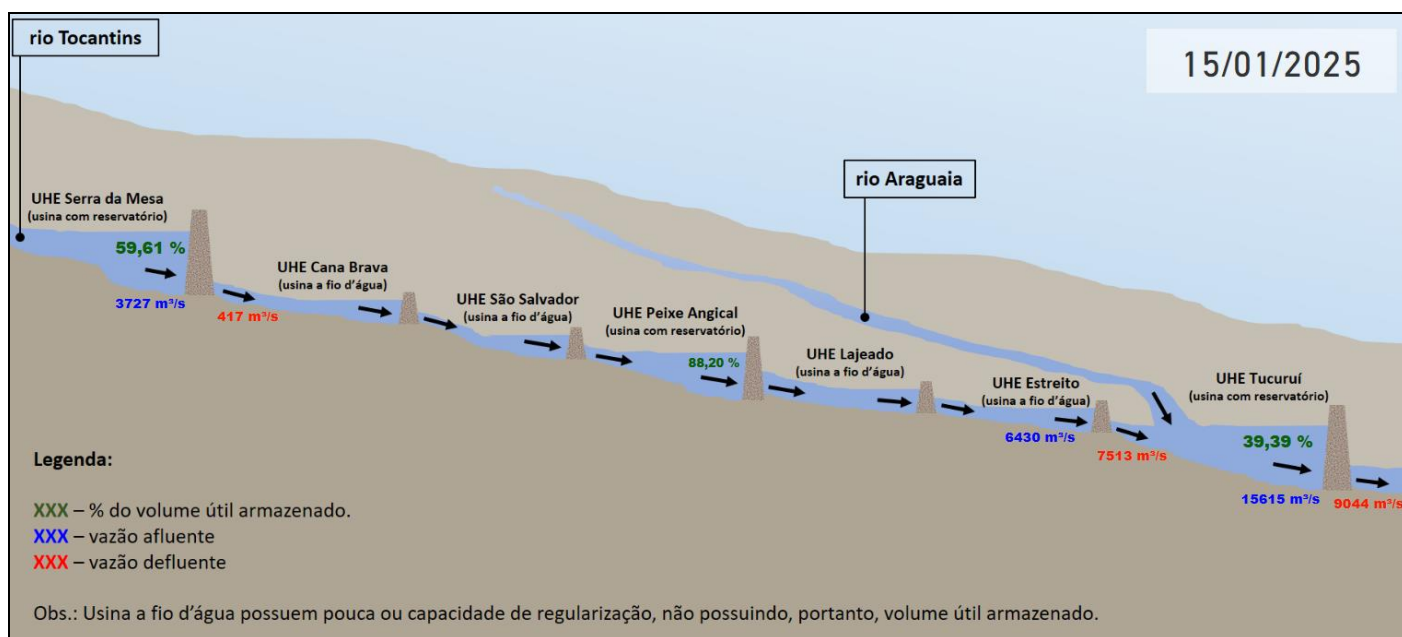 rio Tocantins
15/01/2025
rio Araguaia
UHE Serra da Mesa
(usina com reservatório)
59,61 %
3727 m³/s
417 m³/s
UHE Cana Brava
(usina a fio d’água)
UHE São Salvador
(usina a fio d’água)
UHE Peixe Angical
(usina com reservatório)
88,20 %
UHE Lajeado
(usina a fio d’água)
UHE Estreito
(usina a fio d’água)
6430 m³/s
7513 m³/s
UHE Tucuruí
(usina com reservatório)
39,39 %
15615 m³/s
9044 m³/s
Legenda:
XXX – % do volume útil armazenado.
XXX – vazão afluente
XXX – vazão defluente
Obs.: Usina a fio d’água possuem pouca ou capacidade de regularização, não possuindo, portanto, volume útil armazenado.